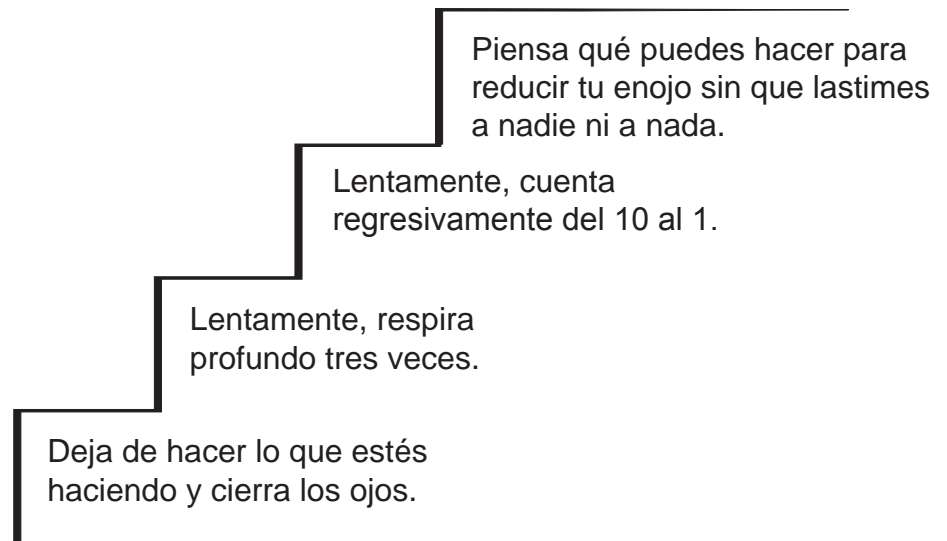 Piensa qué puedes hacer para
reducir tu enojo sin que lastimes
a nadie ni a nada.
Lentamente, cuenta
regresivamente del 10 al 1.
Lentamente, respira
profundo tres veces.
Deja de hacer lo que estés
haciendo y cierra los ojos.